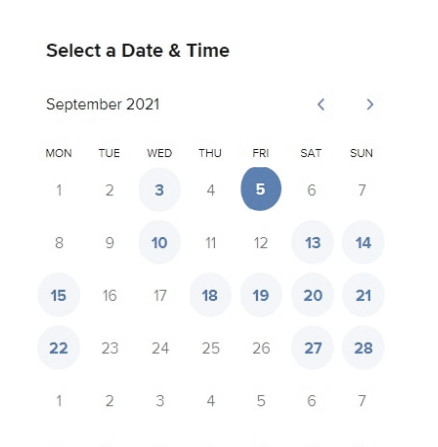 Select a Date & Time
September 2021
MON TUE WED THU FRI SAT SUN
1 2 3 4 5 6 7
8 9 10 11 12 13 14
15 16 17 18 19 20 21
22 23 24 25 26 27 28
1 2 3 4 5 6 7